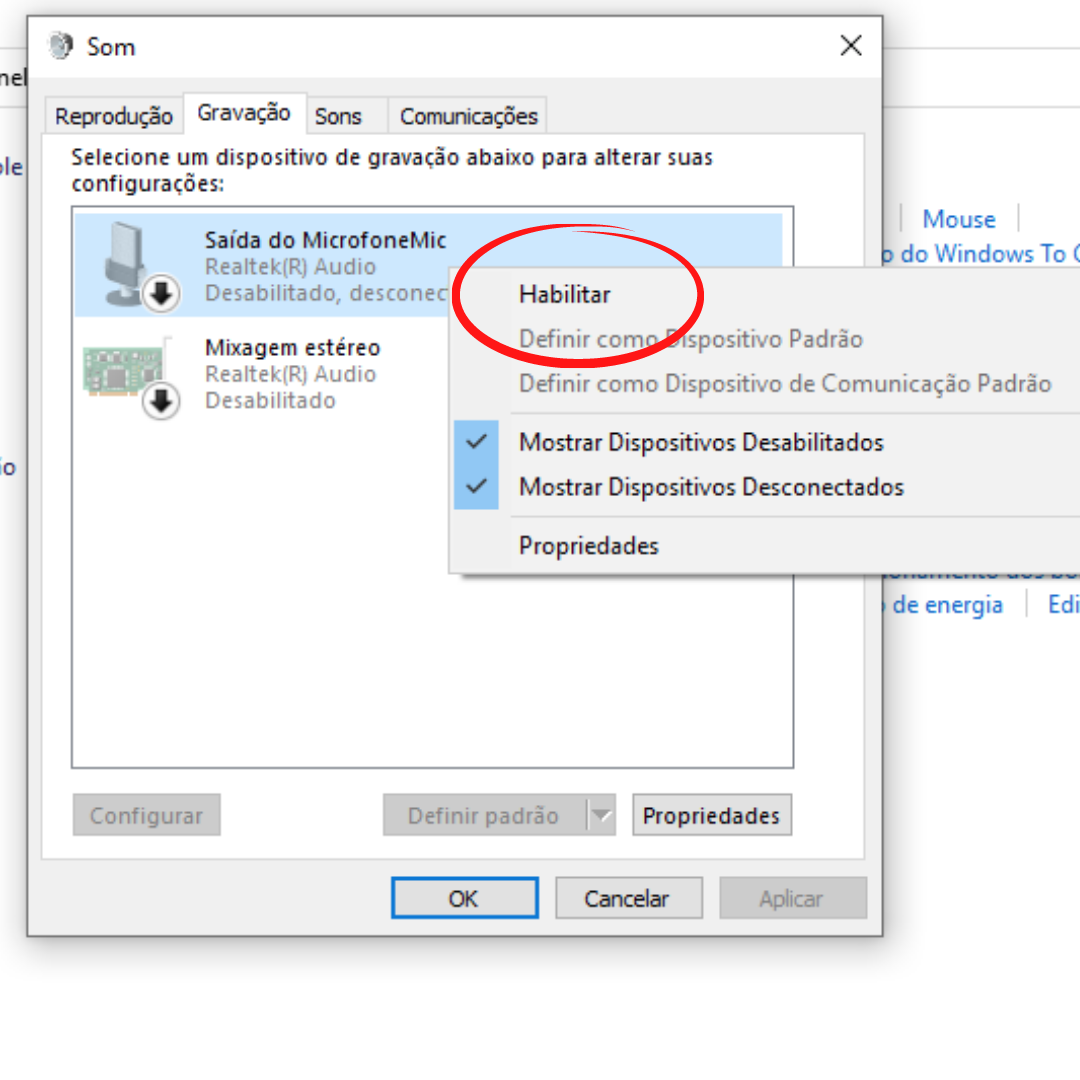 Som
nel
Reprodução Gravação Sons Comunicações
Selecione um dispositivo de gravação abaixo para alterar suas
configurações:
Saída do MicrofoneMic
Realtek(R) Audio
Desabilitado, desconec
Mixagem estéreo
Realtek(R) Audio
Desabilitado
Habilitar
Definir como Dispositivo Padrão
Definir como Dispositivo de Comunicação Padrão
Mostrar Dispositivos Desabilitados
Mostrar Dispositivos Desconectados
Propriedades
Mouse
o do Windows To
de energia Edi
Configurar Definir padrão Propriedades
OK Cancelar Aplicar